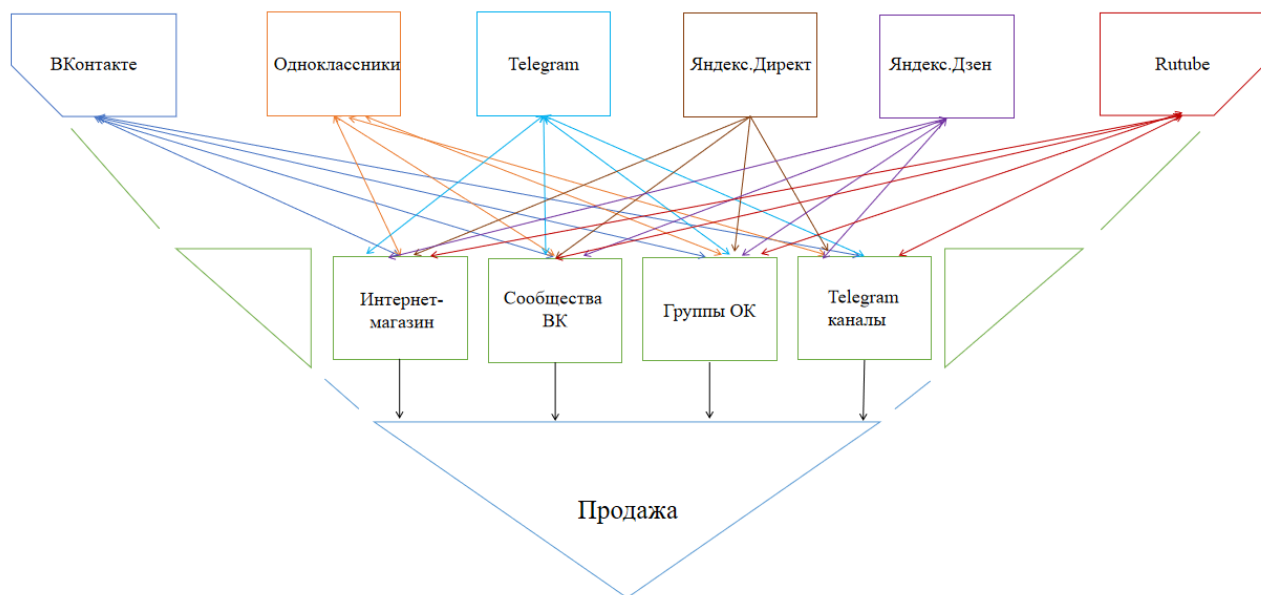 ВКонтакте
Одноклассники
Telegram
Яндекс.Директ
Яндекс.Дзен
Rutube
Интернет-
магазин
Сообщества
ВК
Группы ОК
Telegram
каналы
Продажа